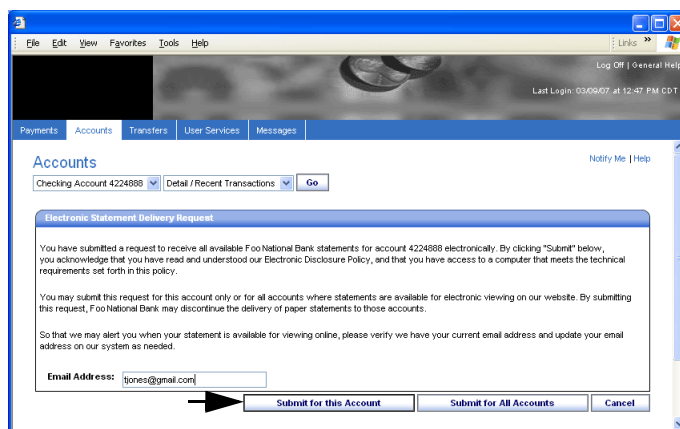 File Edit View Favorites Tools Help Links »
Log Off | General Help
Last Login: 03/09/07 at 12:47 PM CDT
Payments Accounts Transfers User Services Messages
Accounts
Notify Me | Help
Checking Account 4224888 Detail / Recent Transactions Go
Electronic Statement Delivery Request
You have submitted a request to receive all available Foo National Bank statements for account 4224888 electronically. By clicking "Submit" below,
you acknowledge that you have read and understood our Electronic Disclosure Policy, and that you have access to a computer that meets the technical
requirements set forth in this policy.
You may submit this request for this account only or for all accounts where statements are available for electronic viewing on our website. By submitting
this request, Foo National Bank may discontinue the delivery of paper statements to those accounts.
So that we may alert you when your statement is available for viewing online, please verify we have your current email address and update your email
address on our system as needed.
Email Address: tjones@gmail.com
Submit for this Account Submit for All Accounts Cancel